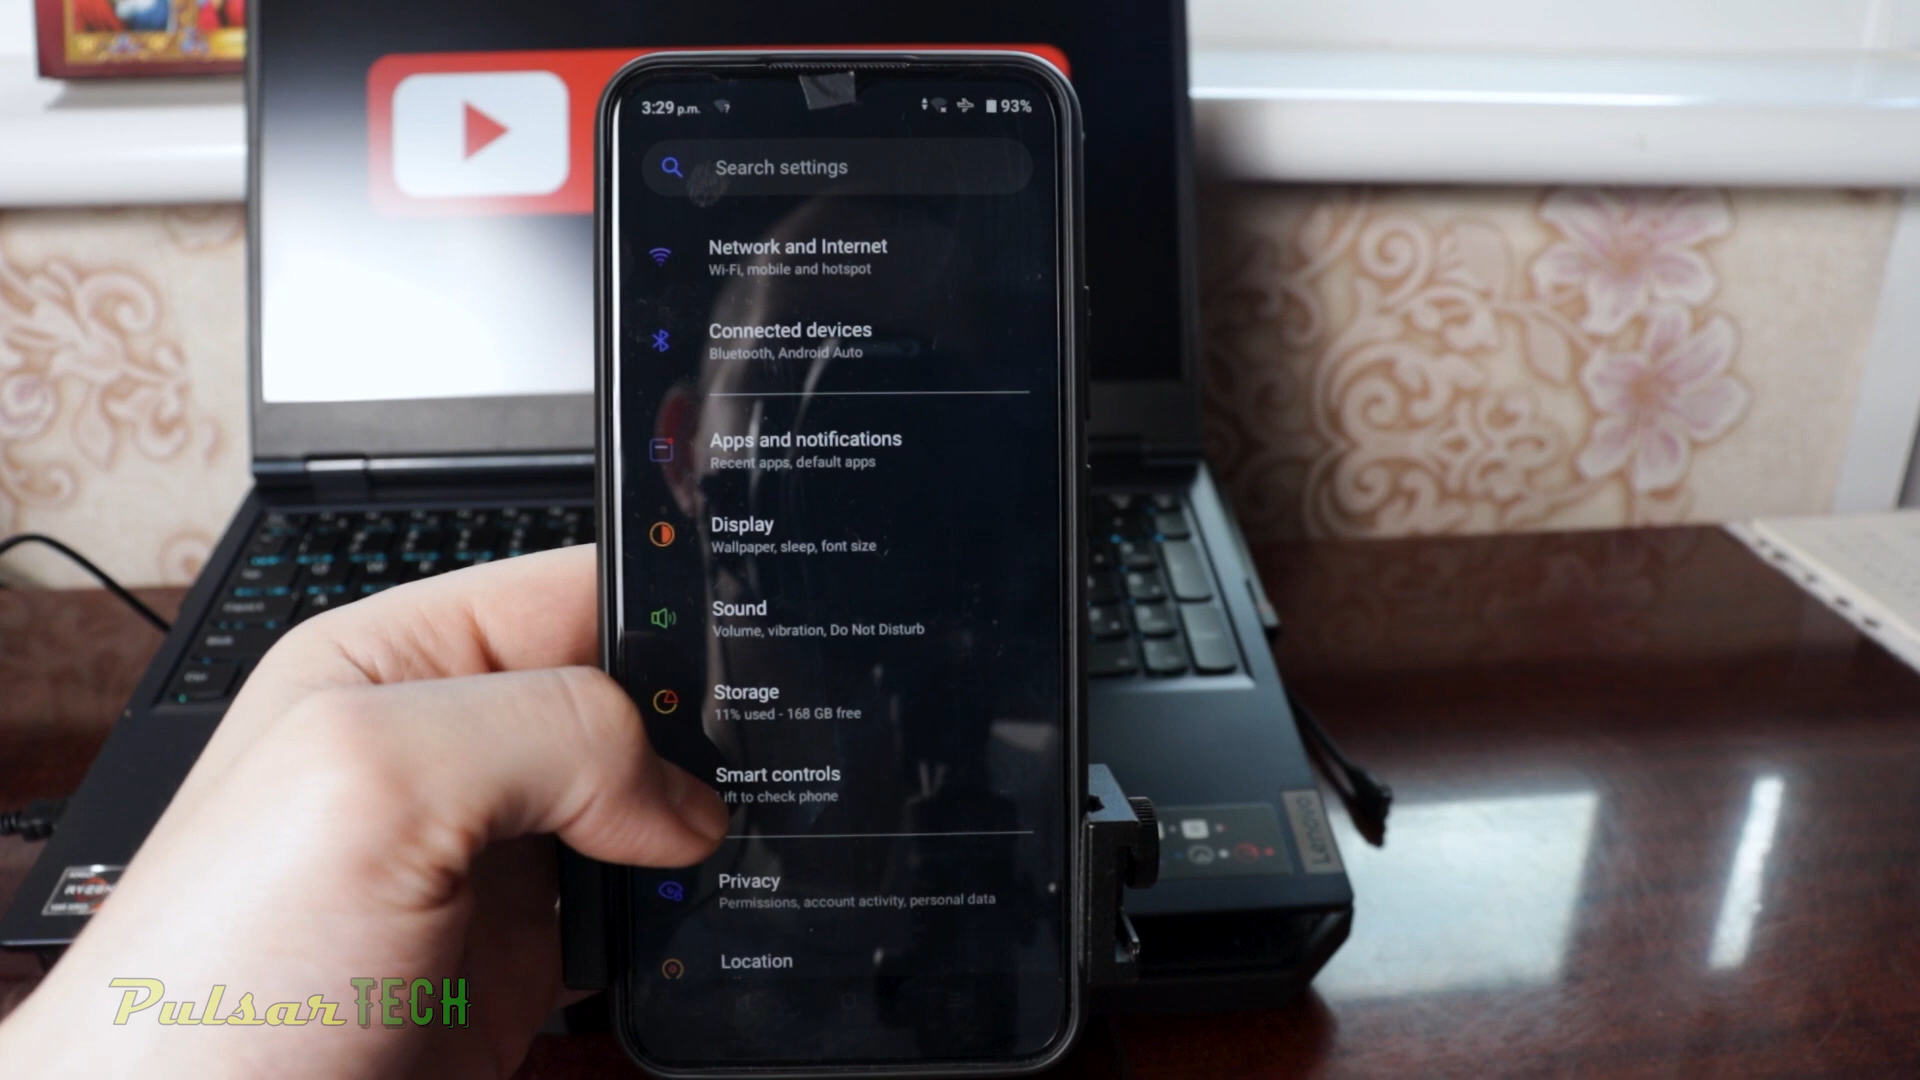 3:29 p.m.
93%
Search settings
Network and Internet
Wi-Fi, mobile and hotspot
Connected devices
Bluetooth, Android Auto
Apps and notifications
Recent apps, default apps
Display
Wallpaper, sleep, font size
Sound
Volume, vibration, Do Not Disturb
Storage
11% used - 168 GB free
Smart controls
ift to check phone
Privacy
Permissions, account activity, personal data
Location
Lenovo
RYZEN
PulsarTECH